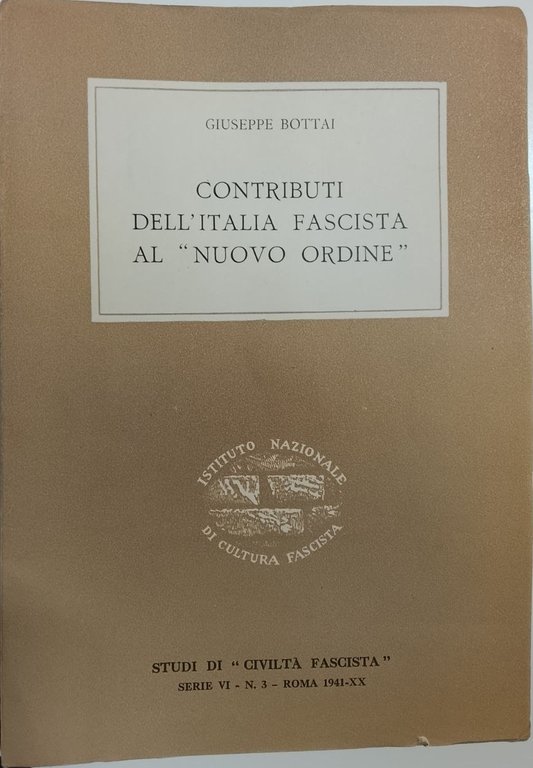 GIUSEPPE BOTTAI
CONTRIBUTI
DELL'ITALIA FASCISTA
AL "NUOVO ORDINE"
ISTITUTO NAZIONALE
DI CULTURA FASCISTA
STUDI DI "CIVILTÀ FASCISTA"
SERIE VI - N. 3 - ROMA 1941-XX